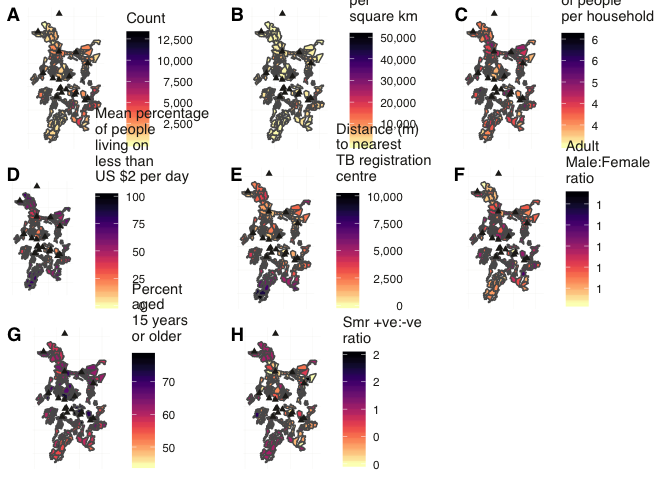 A
Count
12,500
10,000
7,500
5,000
2,500
B
per
square km
50,000
40,000
30,000
20,000
10,000
C
of people
per household
6
6
5
4
4
D
Mean percentage
of people
living on
less than
US $2 per day
100
75
50
25
E
Distance (m)
to nearest
TB registration
centre
10,000
7,500
5,000
2,500
0
F
Adult
Male:Female
ratio
1
1
1
1
1
G
Percent
aged
15 years
or older
70
60
50
H
Smr +ve:-ve
ratio
2
2
1
0
0